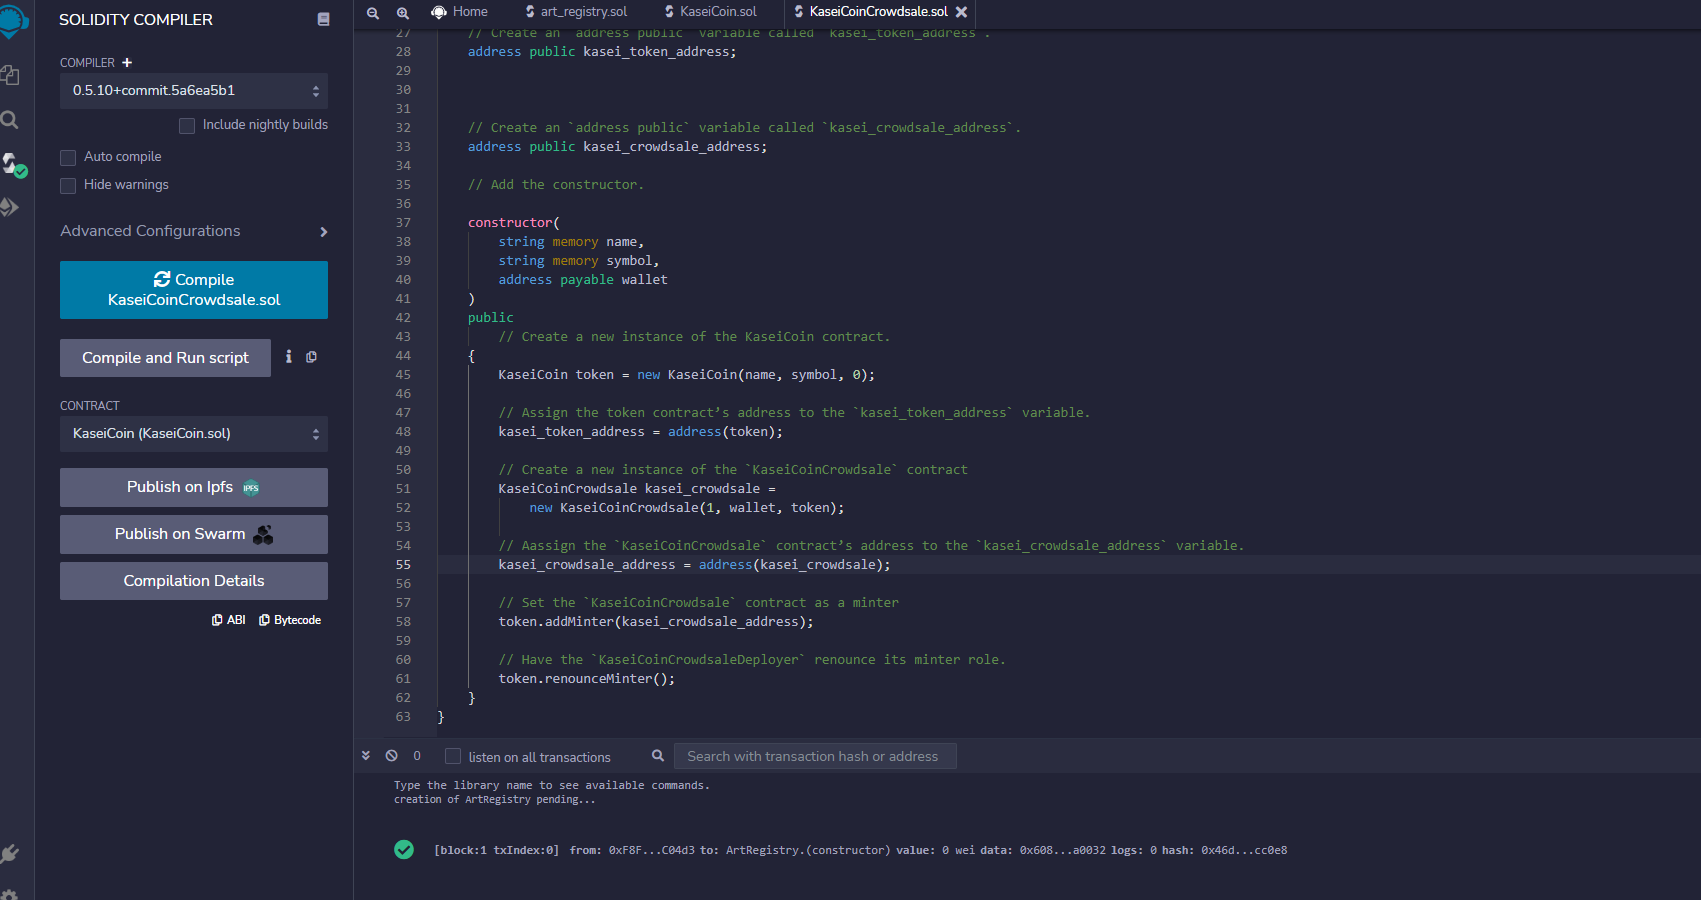 SOLIDITY COMPILER
COMPILER +
0.5.10+commit.5a6ea5b1
Include nightly builds
Auto compile
Hide warnings
Advanced Configurations
Compile
KaseiCoinCrowdsale.sol
Compile and Run script
CONTRACT
KaseiCoin (KaseiCoin.sol)
Publish on Ipfs IPFS
Publish on Swarm
Compilation Details
ABI Bytecode
Home art_registry.sol KaseiCoin.sol KaseiCoinCrowdsale.sol
27 // Create an `address public` variable called `kasei_token_address`.
28 address public kasei_token_address;
29
30
31
32 // Create an `address public` variable called `kasei_crowdsale_address`.
33 address public kasei_crowdsale_address;
34
35 // Add the constructor.
36
37 constructor(
38 string memory name,
39 string memory symbol,
40 address payable wallet
41 )
42 public
43 // Create a new instance of the KaseiCoin contract.
44 {
45 KaseiCoin token = new KaseiCoin(name, symbol, 0);
46
47 // Assign the token contract’s address to the `kasei_token_address` variable.
48 kasei_token_address = address(token);
49
50 // Create a new instance of the `KaseiCoinCrowdsale` contract
51 KaseiCoinCrowdsale kasei_crowdsale =
52 new KaseiCoinCrowdsale(1, wallet, token);
53
54 // Aassign the `KaseiCoinCrowdsale` contract’s address to the `kasei_crowdsale_address` variable.
55 kasei_crowdsale_address = address(kasei_crowdsale);
56
57 // Set the `KaseiCoinCrowdsale` contract as a minter
58 token.addMinter(kasei_crowdsale_address);
59
60 // Have the `KaseiCoinCrowdsaleDeployer` renounce its minter role.
61 token.renounceMinter();
62 }
63 }
0 listen on all transactions Search with transaction hash or address
Type the library name to see available commands.
creation of ArtRegistry pending...
[block:1 txIndex:0] from: 0xF8F...C04d3 to: ArtRegistry.(constructor) value: 0 wei data: 0x608...a0032 logs: 0 hash: 0x46d...cc0e8